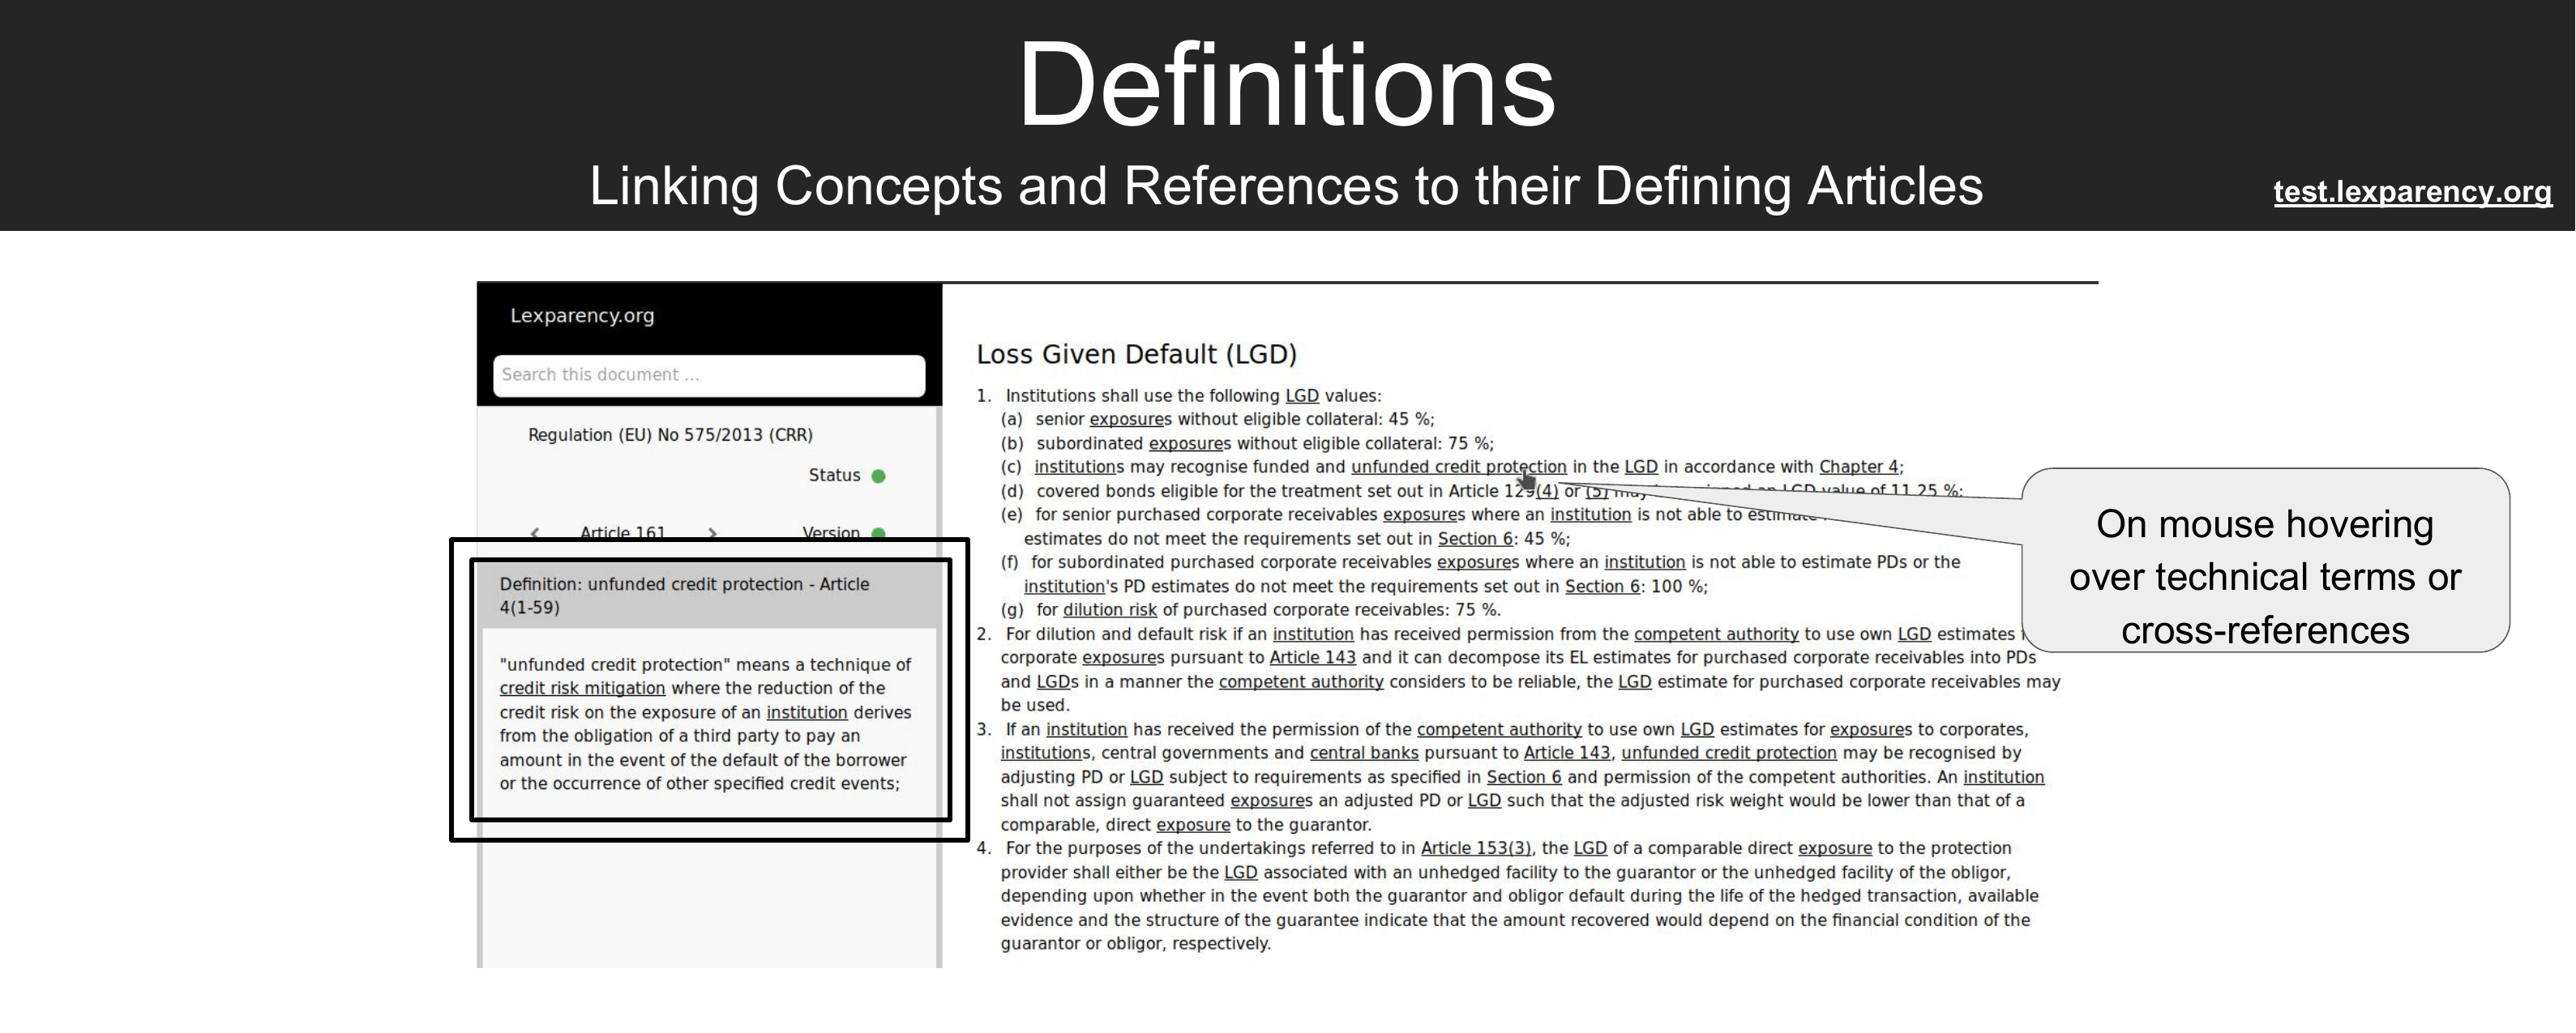 Definitions
Linking Concepts and References to their Defining Articles
test.lexparency.org
Lexparency.org
Search this document ...
Regulation (EU) No 575/2013 (CRR)
Status
Article 161
Version
Definition: unfunded credit protection - Article
4(1-59)
"unfunded credit protection" means a technique of
credit risk mitigation where the reduction of the
credit risk on the exposure of an institution derives
from the obligation of a third party to pay an
amount in the event of the default of the borrower
or the occurrence of other specified credit events;
Loss Given Default (LGD)
1. Institutions shall use the following LGD values:
(a) senior exposures without eligible collateral: 45 %;
(b) subordinated exposures without eligible collateral: 75 %;
(c) institutions may recognise funded and unfunded credit protection in the LGD in accordance with Chapter 4;
(d) covered bonds eligible for the treatment set out in Article 129(4) or (5) may LGD value of 11,25 %;
(e) for senior purchased corporate receivables exposures where an institution is not able to estimate
estimates do not meet the requirements set out in Section 6: 45 %;
(f) for subordinated purchased corporate receivables exposures where an institution is not able to estimate PDs or the
institution's PD estimates do not meet the requirements set out in Section 6: 100 %;
(g) for dilution risk of purchased corporate receivables: 75 %.
2. For dilution and default risk if an institution has received permission from the competent authority to use own LGD estimates
corporate exposures pursuant to Article 143 and it can decompose its EL estimates for purchased corporate receivables into PDs
and LGDs in a manner the competent authority considers to be reliable, the LGD estimate for purchased corporate receivables may
be used.
3. If an institution has received the permission of the competent authority to use own LGD estimates for exposures to corporates,
institutions, central governments and central banks pursuant to Article 143, unfunded credit protection may be recognised by
adjusting PD or LGD subject to requirements as specified in Section 6 and permission of the competent authorities. An institution
shall not assign guaranteed exposures an adjusted PD or LGD such that the adjusted risk weight would be lower than that of a
comparable, direct exposure to the guarantor.
4. For the purposes of the undertakings referred to in Article 153(3), the LGD of a comparable direct exposure to the protection
provider shall either be the LGD associated with an unhedged facility to the guarantor or the unhedged facility of the obligor,
depending upon whether in the event both the guarantor and obligor default during the life of the hedged transaction, available
evidence and the structure of the guarantee indicate that the amount recovered would depend on the financial condition of the
guarantor or obligor, respectively.
On mouse hovering
over technical terms or
cross-references